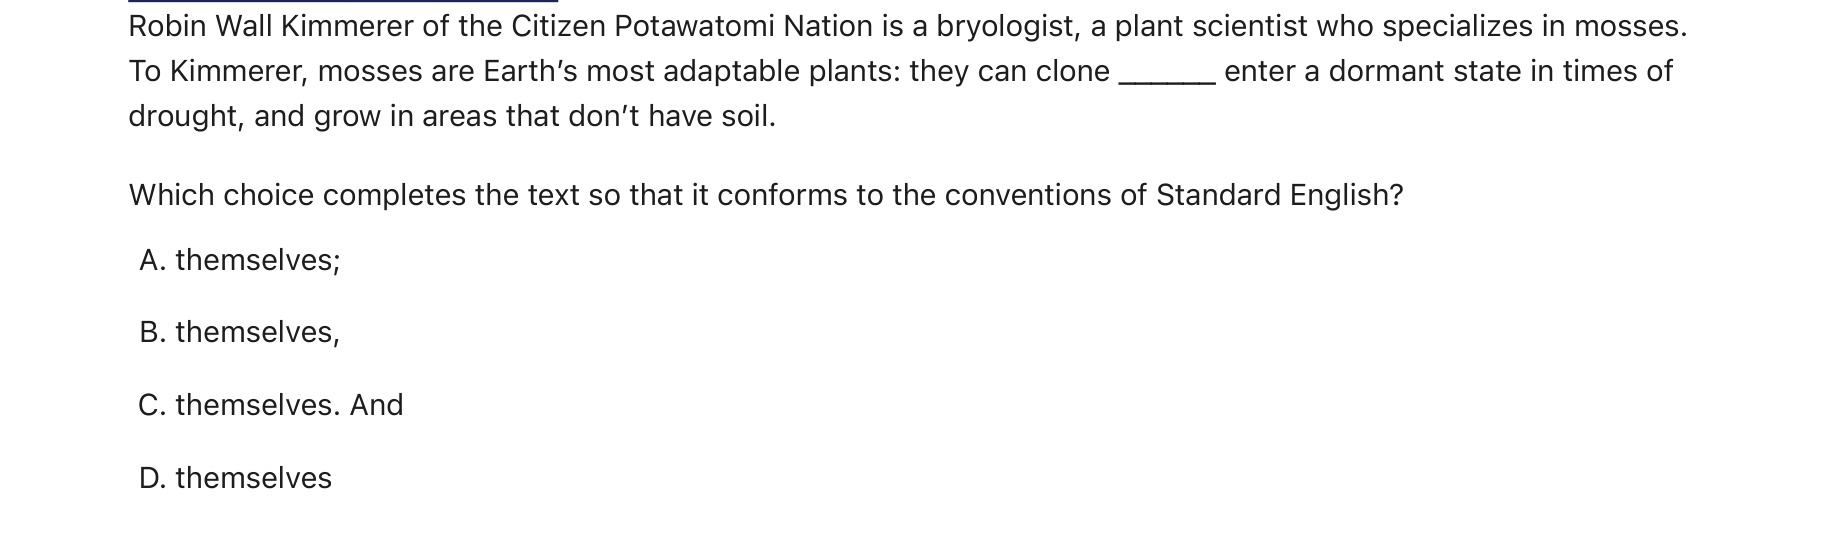 Robin Wall Kimmerer of the Citizen Potawatomi Nation is a bryologist, a plant scientist who specializes in mosses.
To Kimmerer, mosses are Earth’s most adaptable plants: they can clone ______ enter a dormant state in times of
drought, and grow in areas that don’t have soil.
Which choice completes the text so that it conforms to the conventions of Standard English?
A. themselves;
B. themselves,
C. themselves. And
D. themselves